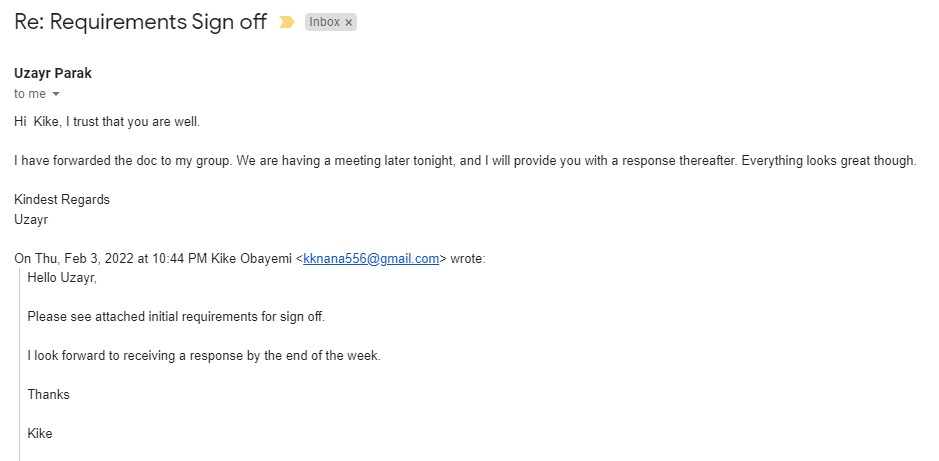 Re: Requirements Sign off
Inbox x
Uzayr Parak
to me
Hi  Kike, I trust that you are well.
I have forwarded the doc to my group. We are having a meeting later tonight, and I will provide you with a response thereafter. Everything looks great though.
Kindest Regards
Uzayr
On Thu, Feb 3, 2022 at 10:44 PM Kike Obayemi <kknana556@gmail.com> wrote:
Hello Uzayr,
Please see attached initial requirements for sign off.
I look forward to receiving a response by the end of the week.
Thanks
Kike